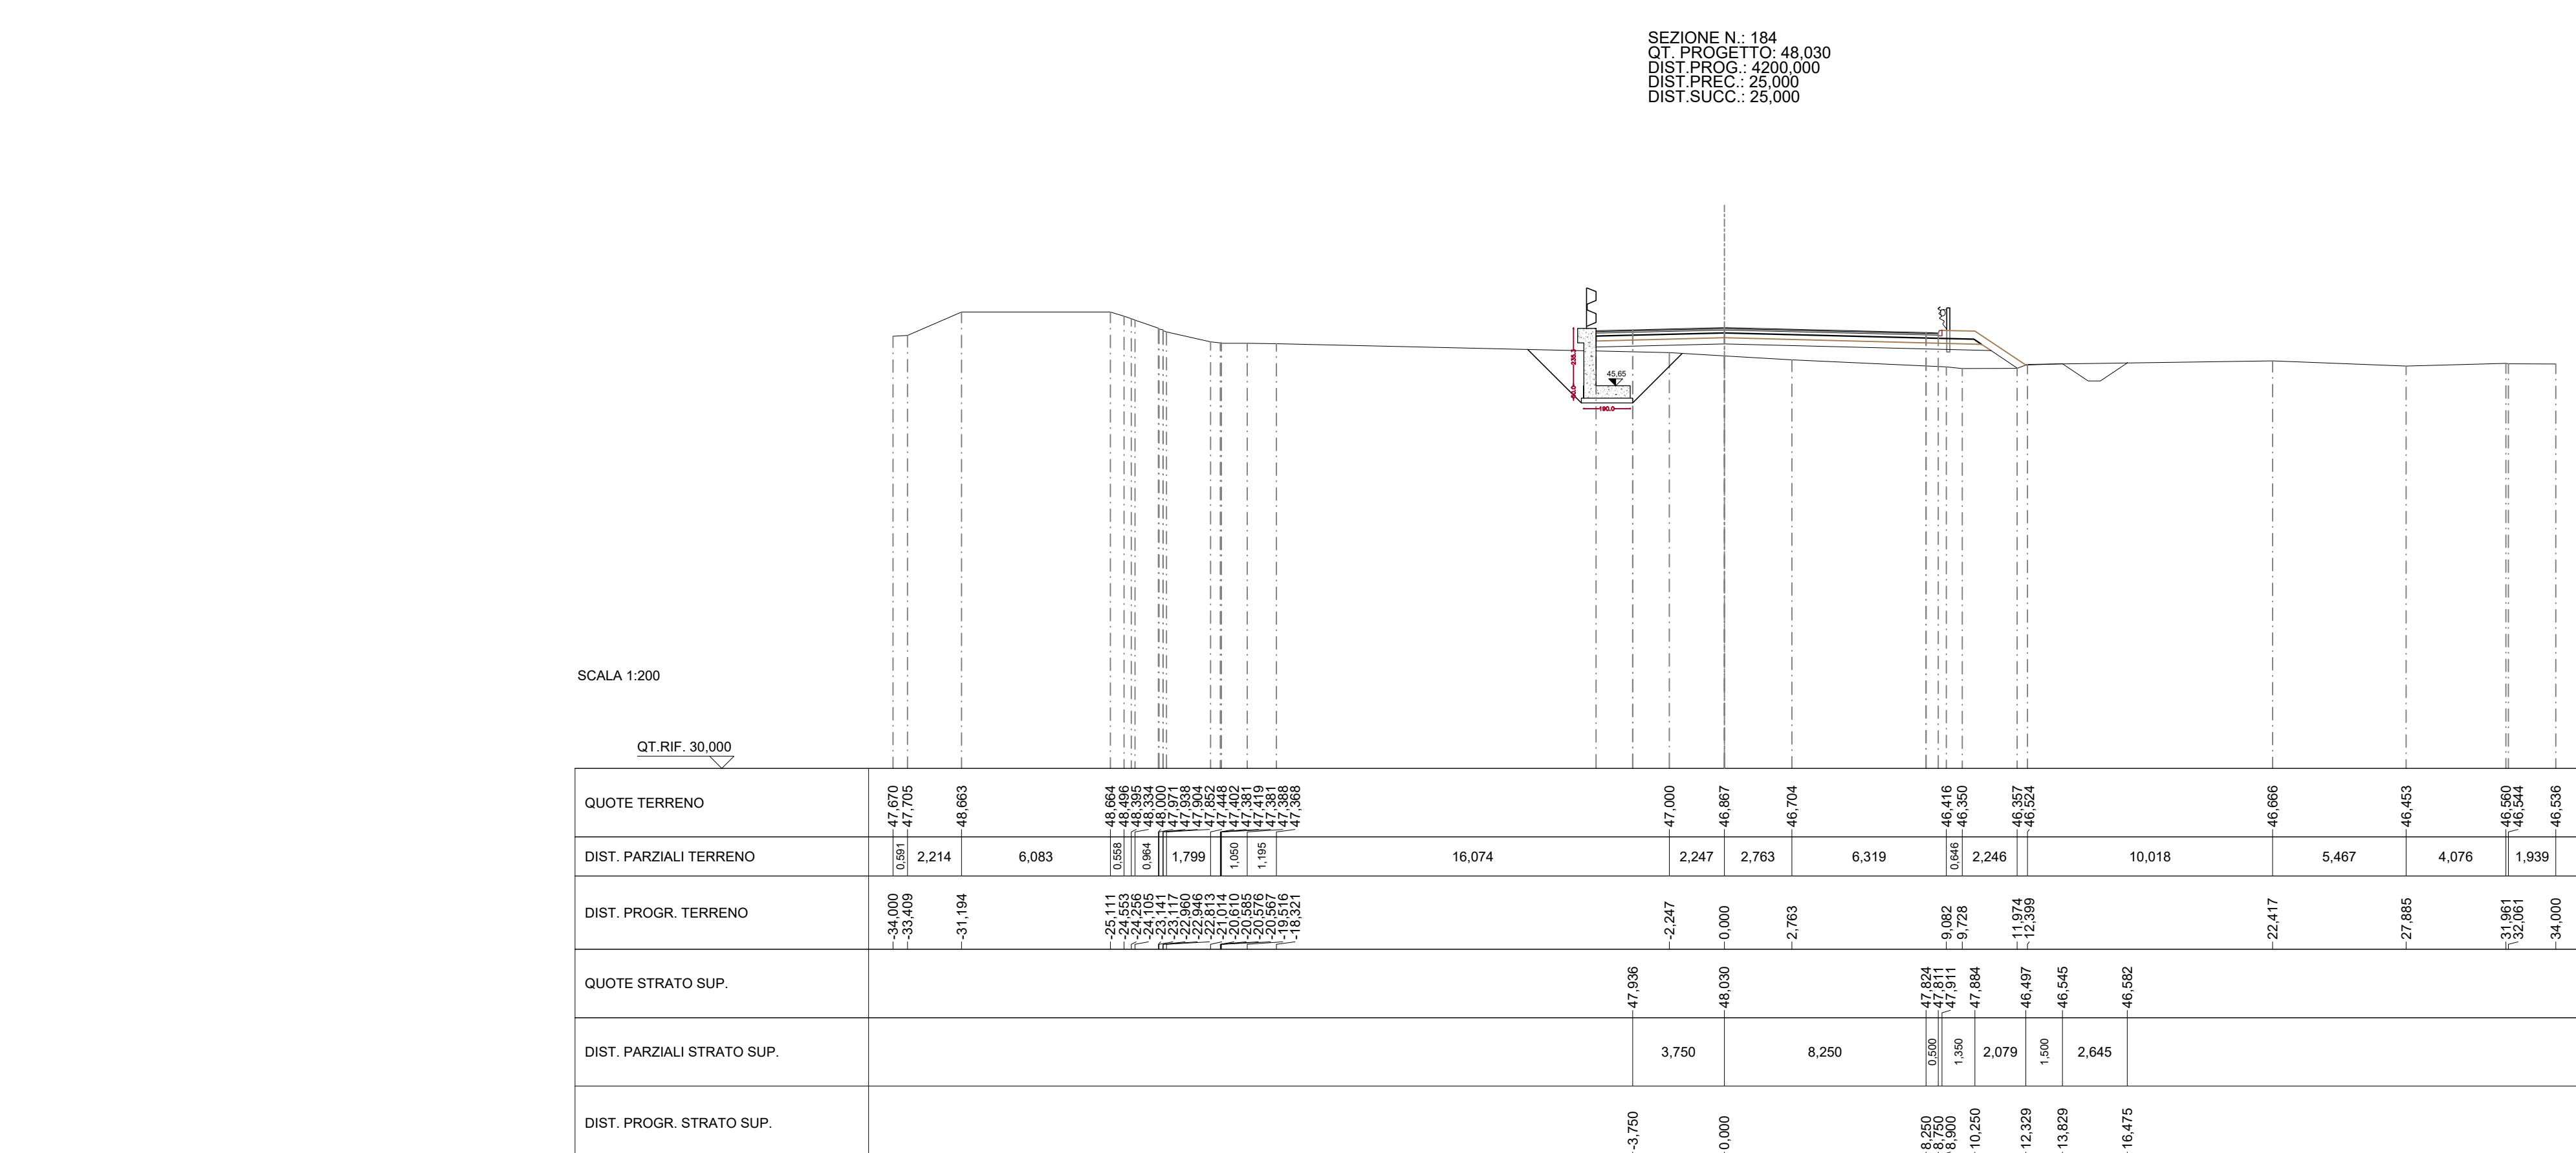 SEZIONE N.: 184
QT. PROGETTO: 48,030
DIST.PROG.: 4200,000
DIST.PREC.: 25,000
DIST.SUCC.: 25,000
235.3
45,65
190.0
SCALA 1:200
QT.RIF. 30,000
QUOTE TERRENO 47,670 47,705 48,663 48,664 48,496 48,395 48,334 48,000 47,971 47,938 47,904 47,852 47,448 47,402 47,381 47,419 47,381 47,388 47,368 47,000 46,867 46,704 46,416 46,350 46,357 46,524 46,666 46,453 46,560 46,544 46,536
DIST. PARZIALI TERRENO 0,591 2,214 6,083 0,558 0,964 1,799 1,050 1,195 16,074 2,247 2,763 6,319 0,646 2,246 10,018 5,467 4,076 1,939
DIST. PROGR. TERRENO -34,000 -33,409 -31,194 -25,111 -24,553 -24,256 -24,105 -23,141 -23,117 -22,960 -22,946 -22,813 -21,014 -20,610 -20,585 -20,576 -20,567 -19,516 -18,321 -2,247 0,000 2,763 9,082 9,728 11,974 12,399 22,417 27,885 31,961 32,061 34,000
QUOTE STRATO SUP. 47,936 48,030 47,824 47,811 47,911 47,884 46,497 46,545 46,582
DIST. PARZIALI STRATO SUP. 3,750 8,250 0,500 1,350 2,079 1,500 2,645
DIST. PROGR. STRATO SUP. -3,750 0,000 8,250 8,750 8,900 10,250 12,329 13,829 16,475